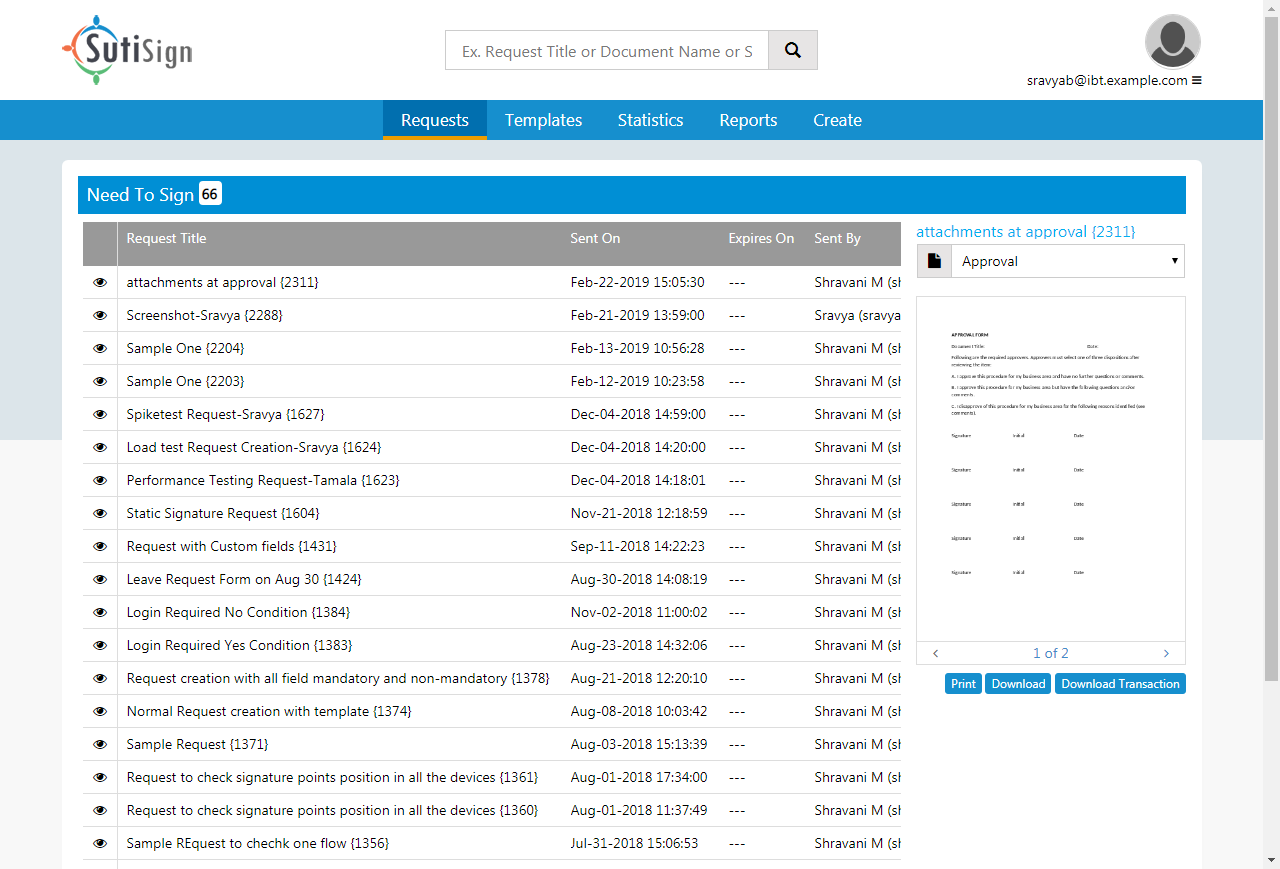 SutiSign
Ex. Request Title or Document Name or S
sravyab@ibt.example.com
Requests Templates Statistics Reports Create
Need To Sign 66
Request Title Sent On Expires On Sent By
attachments at approval {2311} Feb-22-2019 15:05:30 --- Shravani M (sh
Sample One {2288} Feb-21-2019 13:59:00 --- Sravya (sravya
Sample One {2204} Feb-13-2019 10:56:28 --- Shravani M (sh
Sample One {2203} Feb-12-2019 10:23:58 --- Shravani M (sh
Spiketest Request-Sravya {1627} Dec-04-2018 14:59:00 --- Shravani M (sh
Load test Request Creation-Sravya {1624} Dec-04-2018 14:20:00 --- Shravani M (sh
Performance Testing Request-Tamala {1623} Dec-04-2018 14:18:01 --- Shravani M (sh
Static Signature Request {1604} Nov-21-2018 12:18:59 --- Shravani M (sh
Request with Custom fields {1431} Sep-11-2018 14:22:23 --- Shravani M (sh
Leave Request Form on Aug 30 {1424} Aug-30-2018 14:08:19 --- Shravani M (sh
Login Required No Condition {1384} Nov-02-2018 11:00:02 --- Shravani M (sh
Login Required Yes Condition {1383} Aug-23-2018 14:32:06 --- Shravani M (sh
Request creation with all field mandatory and non-mandatory {1378} Aug-21-2018 12:20:10 --- Shravani M (sh
Normal Request creation with template {1374} Aug-08-2018 10:03:42 --- Shravani M (sh
Sample Request {1371} Aug-03-2018 15:13:39 --- Shravani M (sh
Request to check signature points position in all the devices {1361} Aug-01-2018 17:34:00 --- Shravani M (sh
Request to check signature points position in all the devices {1360} Aug-01-2018 11:37:49 --- Shravani M (sh
Sample REquest to chechk one flow {1356} Jul-31-2018 15:06:53 --- Shravani M (sh
attachments at approval {2311}
Approval
APPROVAL FORM
Document Title: Date:
Following are the required approvers. Approvers must select one of three dispositions after
reviewing the item:
A. I approve this procedure for my business area and have no further questions or comments.
B. I approve this procedure for my business area but have the following questions and/or
comments.
C. I disapprove of this procedure for my business area for the following reasons identified (see
comments).
Signature Initial Date
Signature Initial Date
Signature Initial Date
Signature Initial Date
Signature Initial Date
1 of 2
Print Download Download Transaction